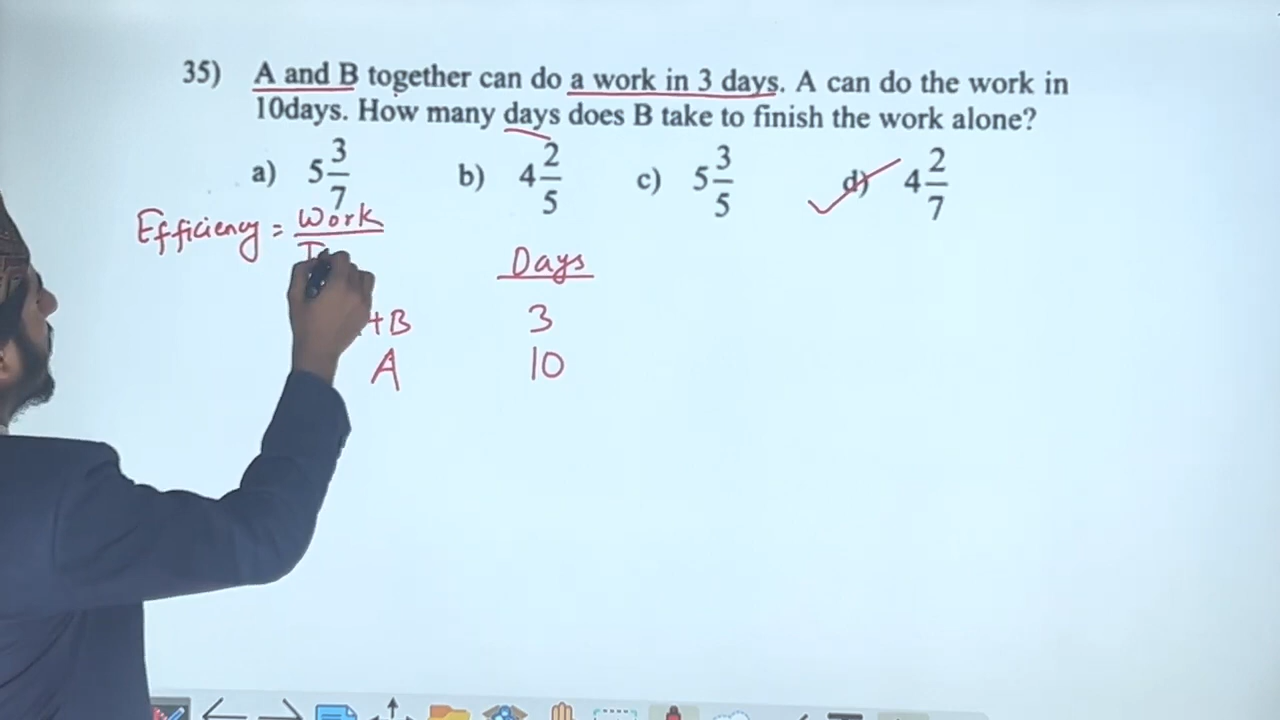 35) A and B together can do a work in 3 days. A can do the work in
10days. How many days does B take to finish the work alone?
a) 5 3/7 b) 4 2/5 c) 5 3/5 d) 4 2/7
Efficiency = Work
Days
+B 3
A 10